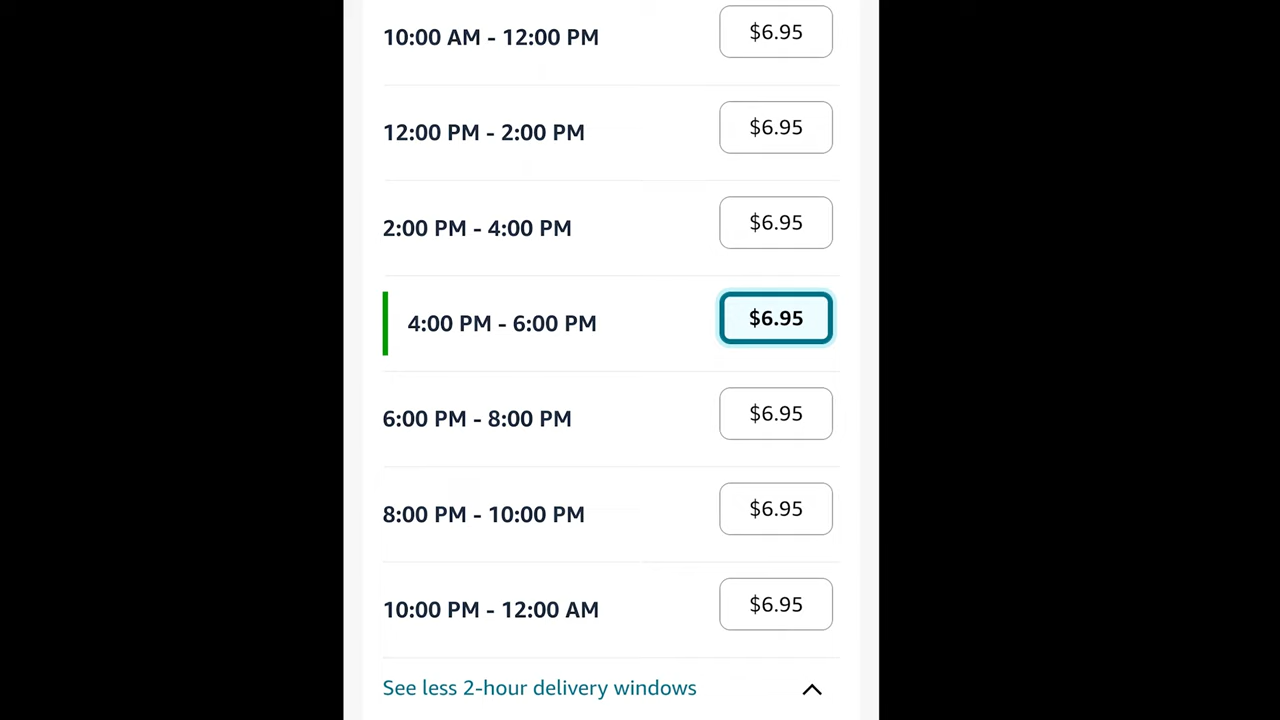 10:00 AM - 12:00 PM $6.95
12:00 PM - 2:00 PM $6.95
2:00 PM - 4:00 PM $6.95
4:00 PM - 6:00 PM $6.95
6:00 PM - 8:00 PM $6.95
8:00 PM - 10:00 PM $6.95
10:00 PM - 12:00 AM $6.95
See less 2-hour delivery windows